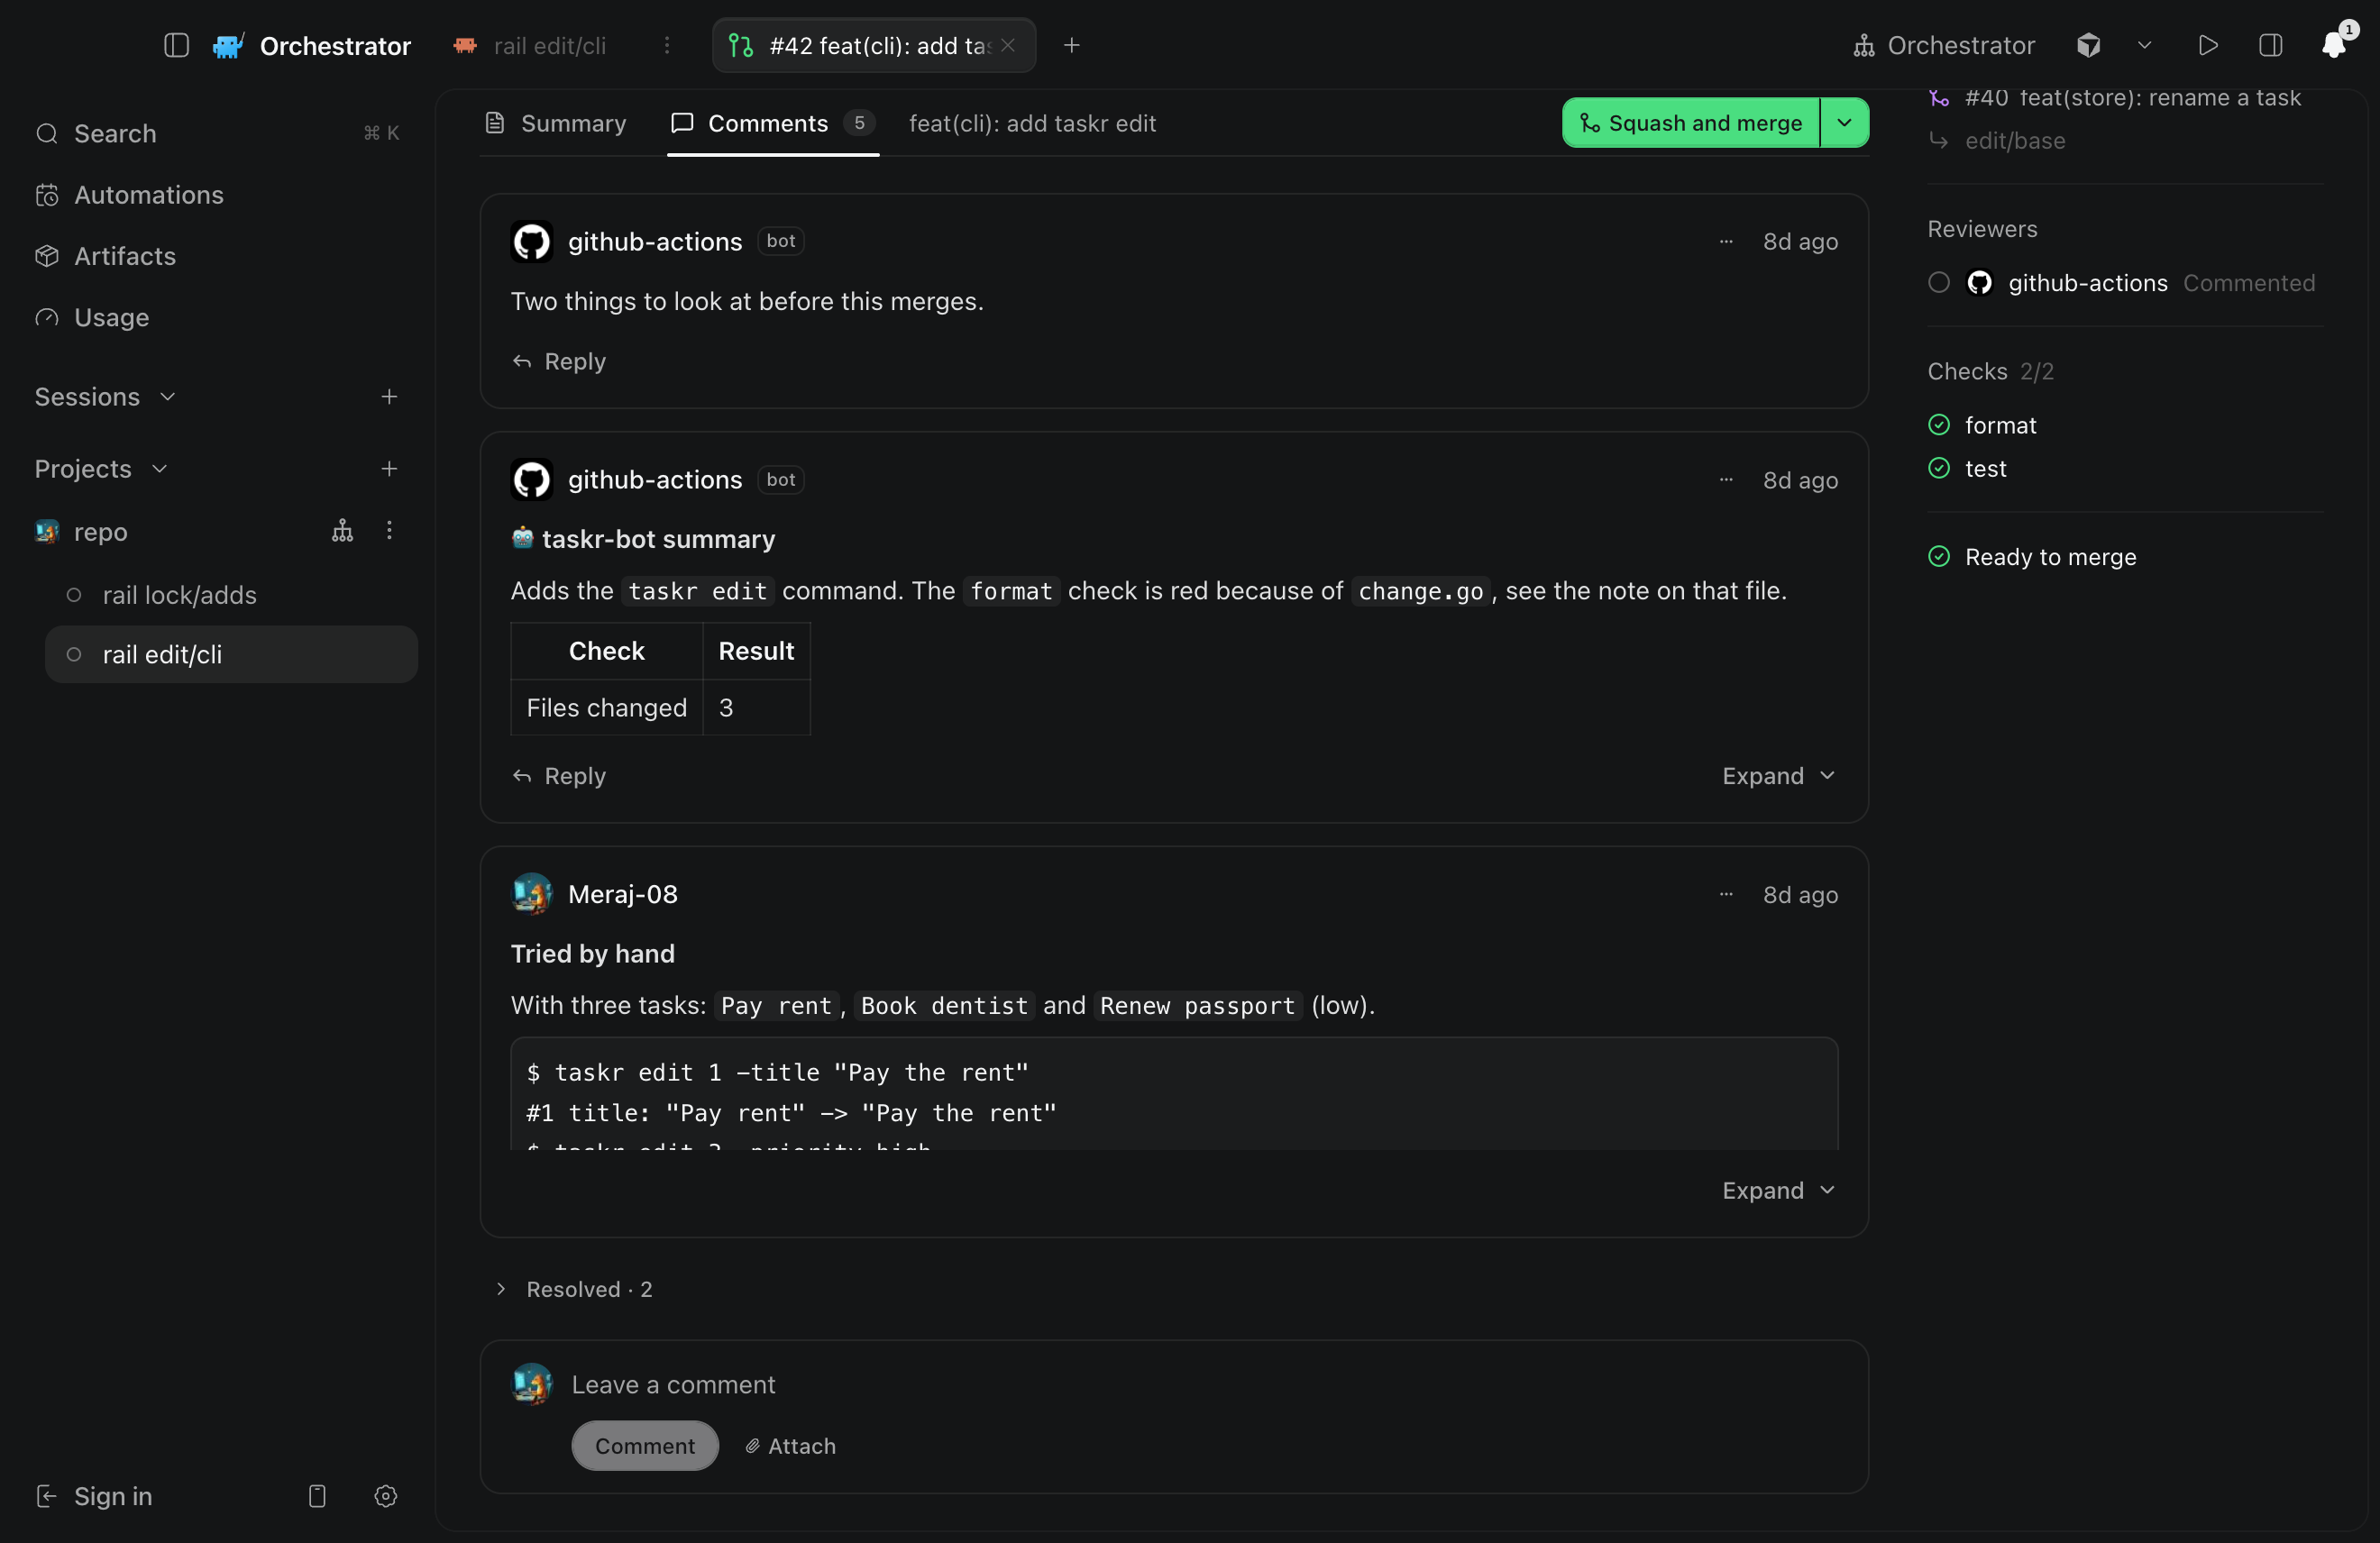 Orchestrator
rail edit/cli
#42 feat(cli): add tas
Orchestrator
1
Search
⌘ K
Automations
Artifacts
Usage
Sessions
Projects
repo
rail lock/adds
rail edit/cli
Sign in
Summary
Comments 5
feat(cli): add taskr edit
Squash and merge
github-actions bot
8d ago
Two things to look at before this merges.
Reply
github-actions bot
8d ago
🤖 taskr-bot summary
Adds the taskr edit command. The format check is red because of change.go, see the note on that file.
Check Result
Files changed 3
Reply
Expand
Meraj-08
8d ago
Tried by hand
With three tasks: Pay rent, Book dentist and Renew passport (low).
$ taskr edit 1 -title "Pay the rent"
#1 title: "Pay rent" -> "Pay the rent"
$ taskr edit 3 -priority high
Expand
Resolved · 2
Leave a comment
Comment
Attach
#40 feat(store): rename a task
edit/base
Reviewers
github-actions Commented
Checks 2/2
format
test
Ready to merge